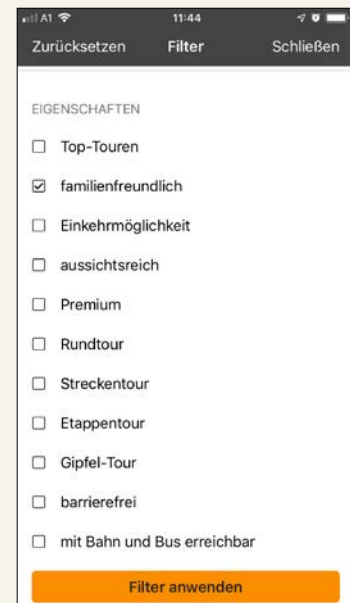 A1 11:44
Zurücksetzen Filter Schließen
EIGENSCHAFTEN
Top-Touren
familienfreundlich
Einkehrmöglichkeit
aussichtsreich
Premium
Rundtour
Streckentour
Etappentour
Gipfel-Tour
barrierefrei
mit Bahn und Bus erreichbar
Filter anwenden